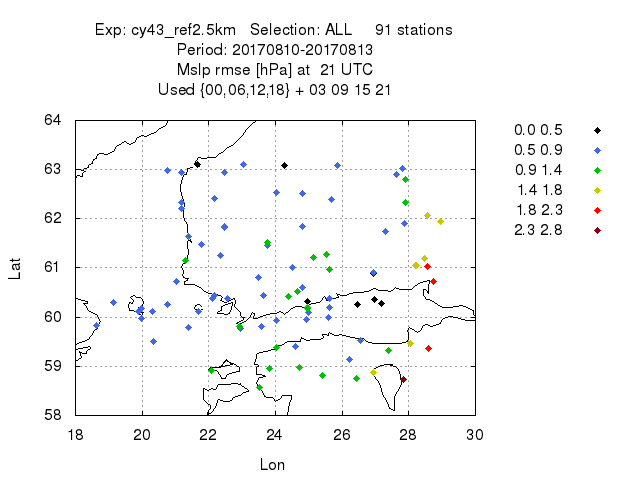 Exp: cy43_ref2.5km Selection: ALL 91 stations
Period: 20170810-20170813
Mslp rmse [hPa] at 21 UTC
Used {00,06,12,18} + 03 09 15 21
64
63
62
61
60
59
58
Lat
18 20 22 24 26 28 30
Lon
0.0 0.5
0.5 0.9
0.9 1.4
1.4 1.8
1.8 2.3
2.3 2.8